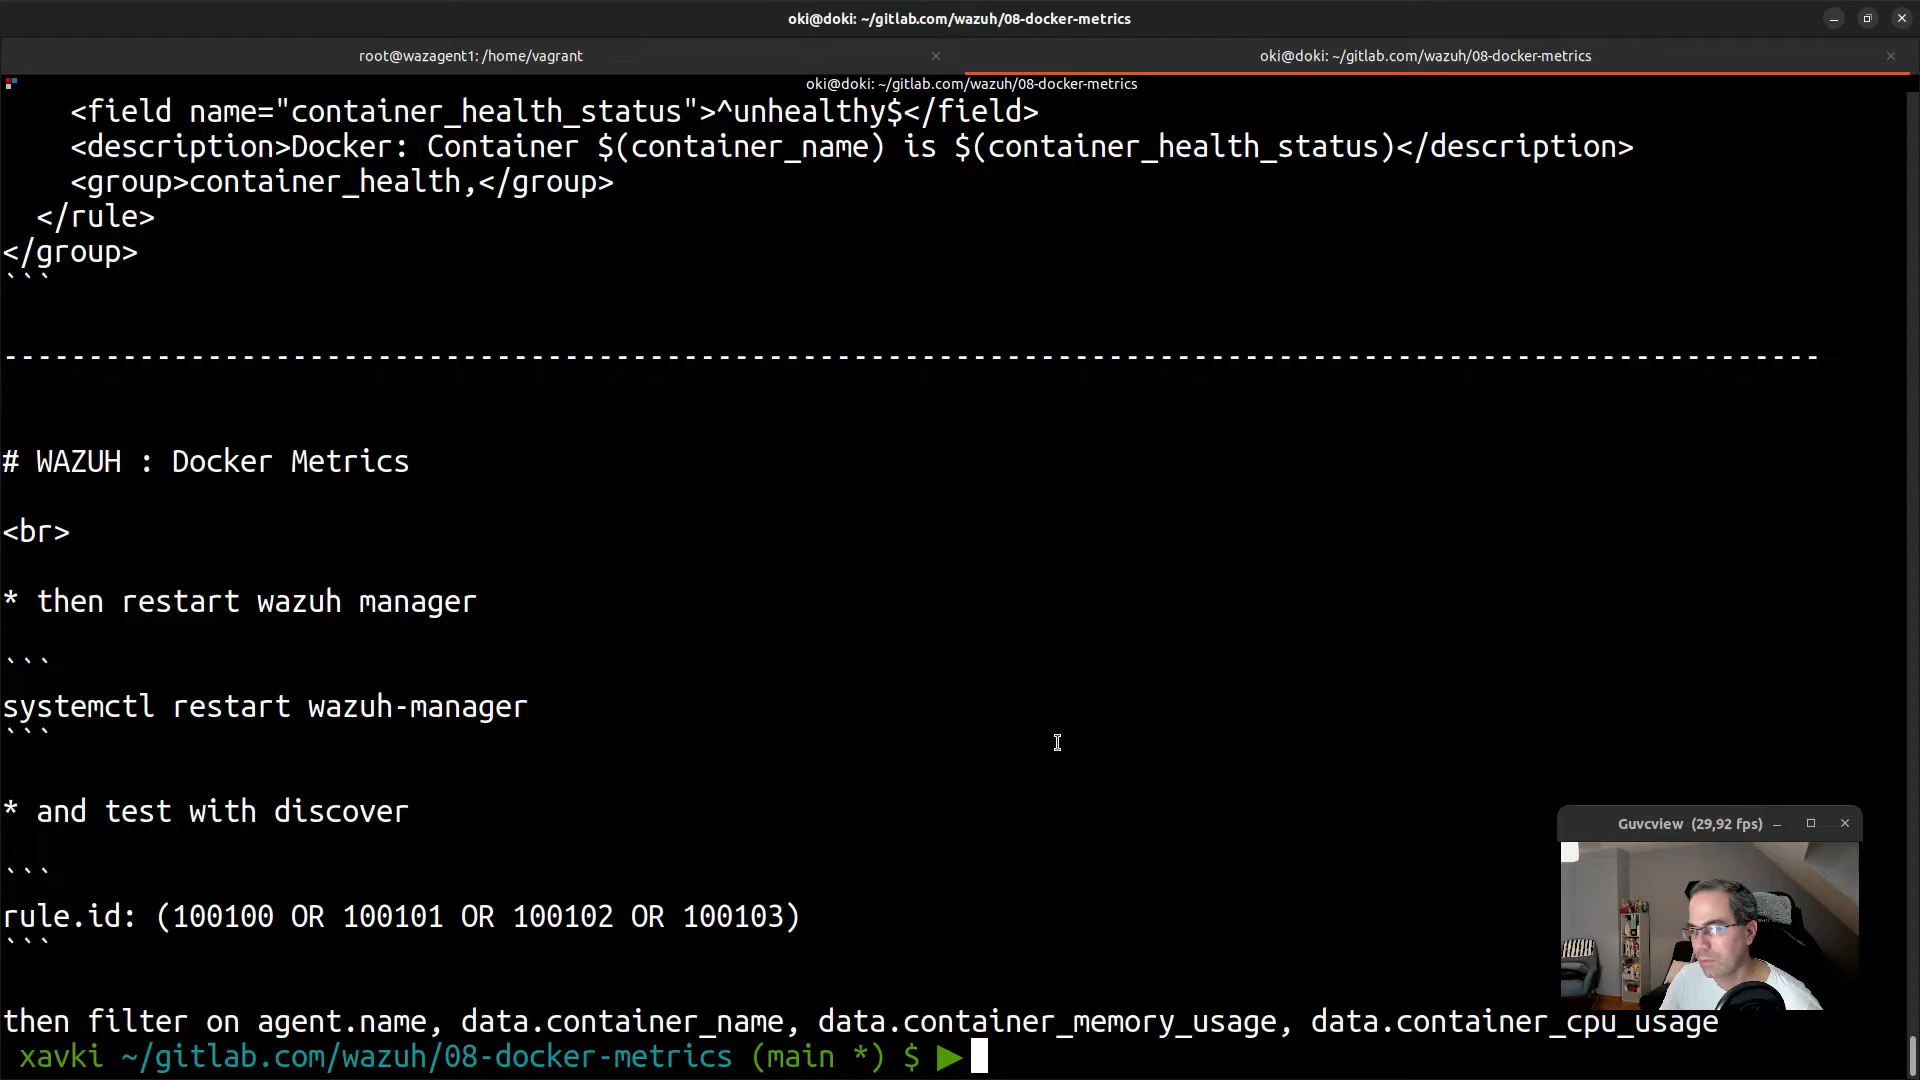 oki@doki: ~/gitlab.com/wazuh/08-docker-metrics
root@wazagent1: /home/vagrant
oki@doki: ~/gitlab.com/wazuh/08-docker-metrics
oki@doki: ~/gitlab.com/wazuh/08-docker-metrics
<field name="container_health_status">^unhealthy$</field>
<description>Docker: Container $(container_name) is $(container_health_status)</description>
<group>container_health,</group>
</rule>
</group>
```
-----------------------------------------------------------------------------------------------------------
# WAZUH : Docker Metrics
<br>
* then restart wazuh manager
```
systemctl restart wazuh-manager
```
* and test with discover
```
rule.id: (100100 OR 100101 OR 100102 OR 100103)
```
then filter on agent.name, data.container_name, data.container_memory_usage, data.container_cpu_usage
xavki ~/gitlab.com/wazuh/08-docker-metrics (main *) $ ▶
Guvcview (29,92 fps)